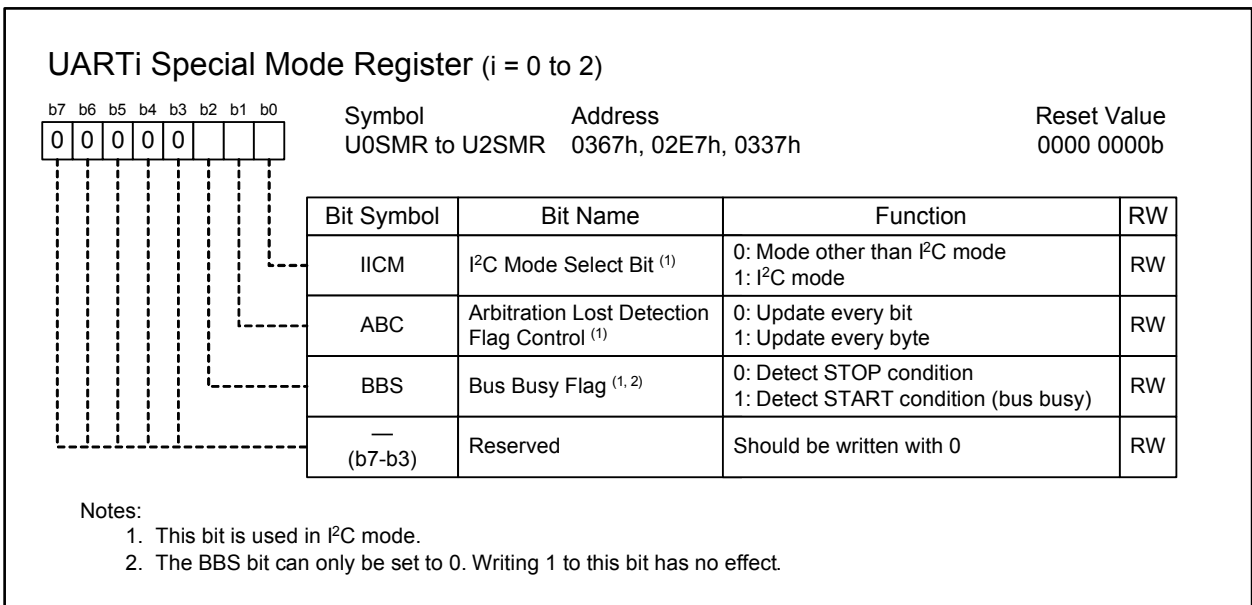 UARTi Special Mode Register (i = 0 to 2)
b7 b6 b5 b4 b3 b2 b1 b0
0 0 0 0 0
Symbol Address Reset Value
U0SMR to U2SMR 0367h, 02E7h, 0337h 0000 0000b
Bit Symbol Bit Name Function RW
IICM I²C Mode Select Bit (1) 0: Mode other than I²C mode RW
1: I²C mode
ABC Arbitration Lost Detection 0: Update every bit RW
Flag Control (1) 1: Update every byte
BBS Bus Busy Flag (1, 2) 0: Detect STOP condition RW
1: Detect START condition (bus busy)
— Reserved Should be written with 0 RW
(b7-b3)
Notes:
1. This bit is used in I²C mode.
2. The BBS bit can only be set to 0. Writing 1 to this bit has no effect.